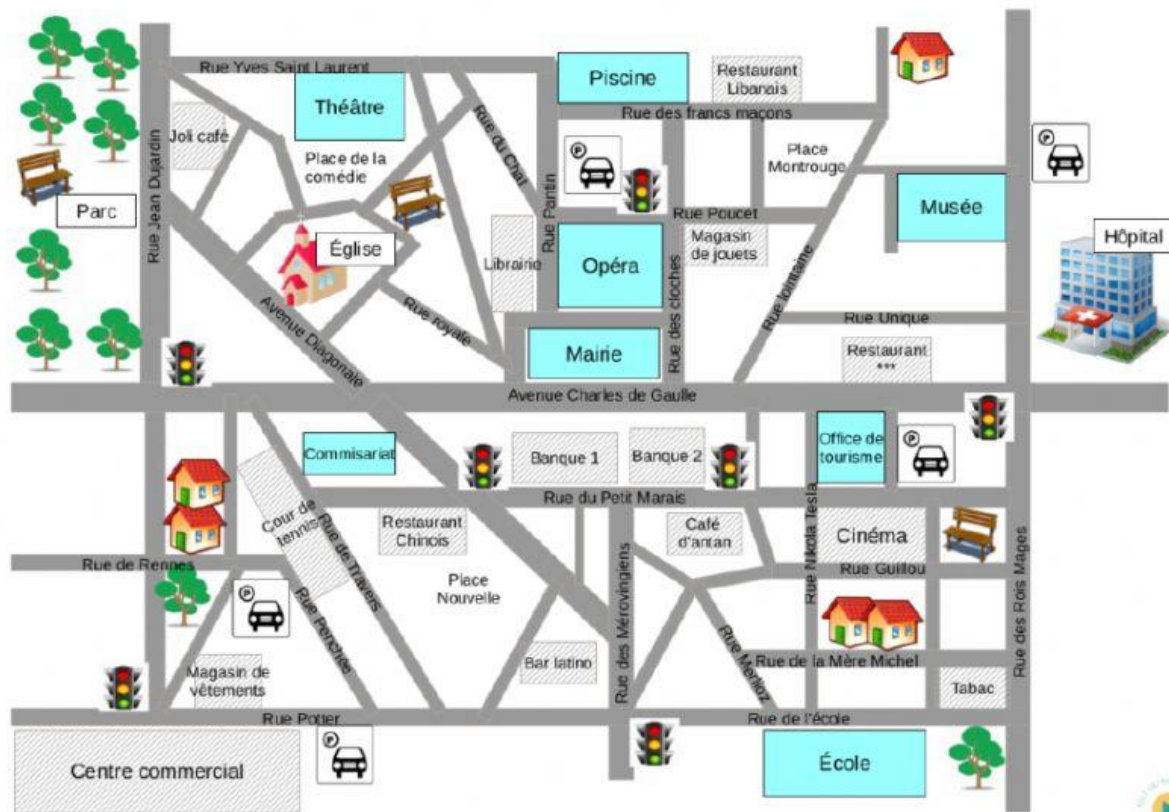 Rue Yves Saint Laurent
Piscine
Restaurant
Libanais
Théâtre
Rue des francs maçons
Joli café
Rue du Chat
P
P
Place de la
comédie
Place
Montrouge
Rue Jean Dujardin
Rue Pantin
Parc
Musée
Rue Poucet
Église
Librairie
Opéra
Magasin
de jouets
Hôpital
Rue lointaine
Avenue Diagonale
Rue royale
Rue des cloches
Rue Unique
Mairie
Restaurant
***
Avenue Charles de Gaulle
Commisariat
Banque 1
Banque 2
Office de
tourisme
P
Rue du Petit Marais
Cour de
tennis
Rue de Travers
Restaurant
Chinois
Café
d'antan
Rue Nikola Tesla
Cinéma
Rue de Rennes
Rue Guillou
Place
Nouvelle
P
Rue Penchée
Rue des Mérovingiens
Rue des Rois Mages
Magasin de
vêtements
Bar latino
Rue Merlioz
Rue de la Mère Michel
Tabac
Rue Potter
Rue de l'école
P
Centre commercial
École